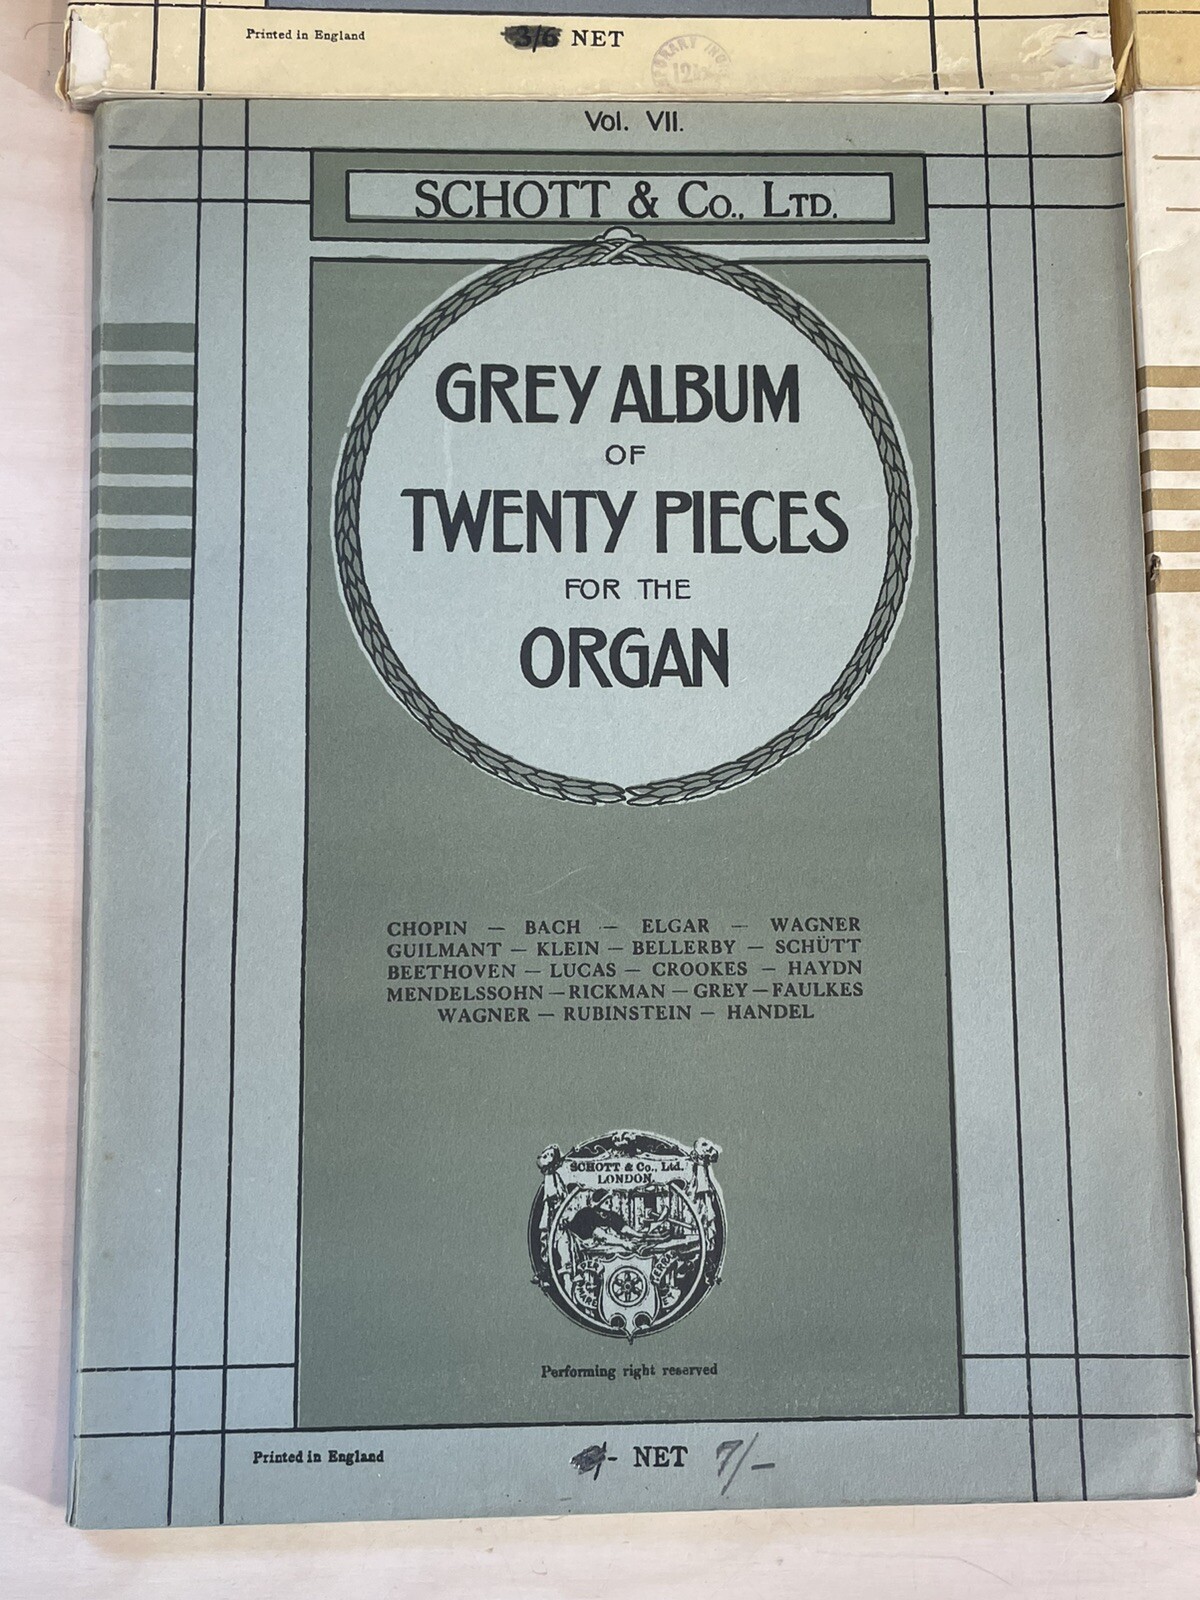 Printed in England
3/6 NET
Vol. VII.
SCHOTT & Co., LTD.
GREY ALBUM
OF
TWENTY PIECES
FOR THE
ORGAN
CHOPIN — BACH — ELGAR — WAGNER
GUILMANT — KLEIN — BELLERBY — SCHÜTT
BEETHOVEN — LUCAS — CROOKES — HAYDN
MENDELSSOHN — RICKMAN — GREY — FAULKES
WAGNER — RUBINSTEIN — HANDEL
SCHOTT & Co., Ltd.
LONDON.
Performing right reserved
Printed in England
/- NET 7/-